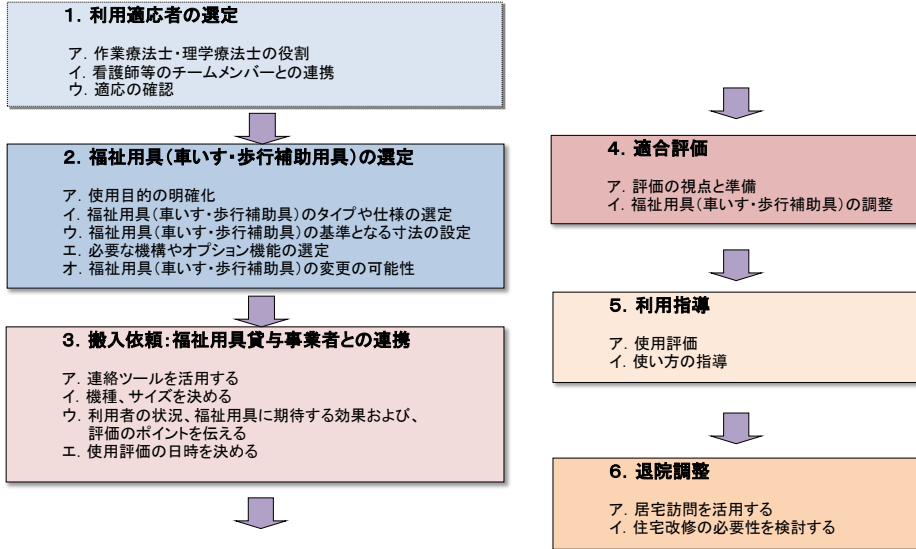 1. 利用適応者の選定
ア. 作業療法士・理学療法士の役割
イ. 看護師等のチームメンバーとの連携
ウ. 適応の確認
2. 福祉用具(車いす・歩行補助用具)の選定
ア. 使用目的の明確化
イ. 福祉用具(車いす・歩行補助具)のタイプや仕様の選定
ウ. 福祉用具(車いす・歩行補助具)の基準となる寸法の設定
エ. 必要な機構やオプション機能の選定
オ. 福祉用具(車いす・歩行補助具)の変更の可能性
3. 搬入依頼:福祉用具貸与事業者との連携
ア. 連絡ツールを活用する
イ. 機種、サイズを決める
ウ. 利用者の状況、福祉用具に期待する効果および、
評価のポイントを伝える
エ. 使用評価の日時を決める
4. 適合評価
ア. 評価の視点と準備
イ. 福祉用具(車いす・歩行補助具)の調整
5. 利用指導
ア. 使用評価
イ. 使い方の指導
6. 退院調整
ア. 居宅訪問を活用する
イ. 住宅改修の必要性を検討する